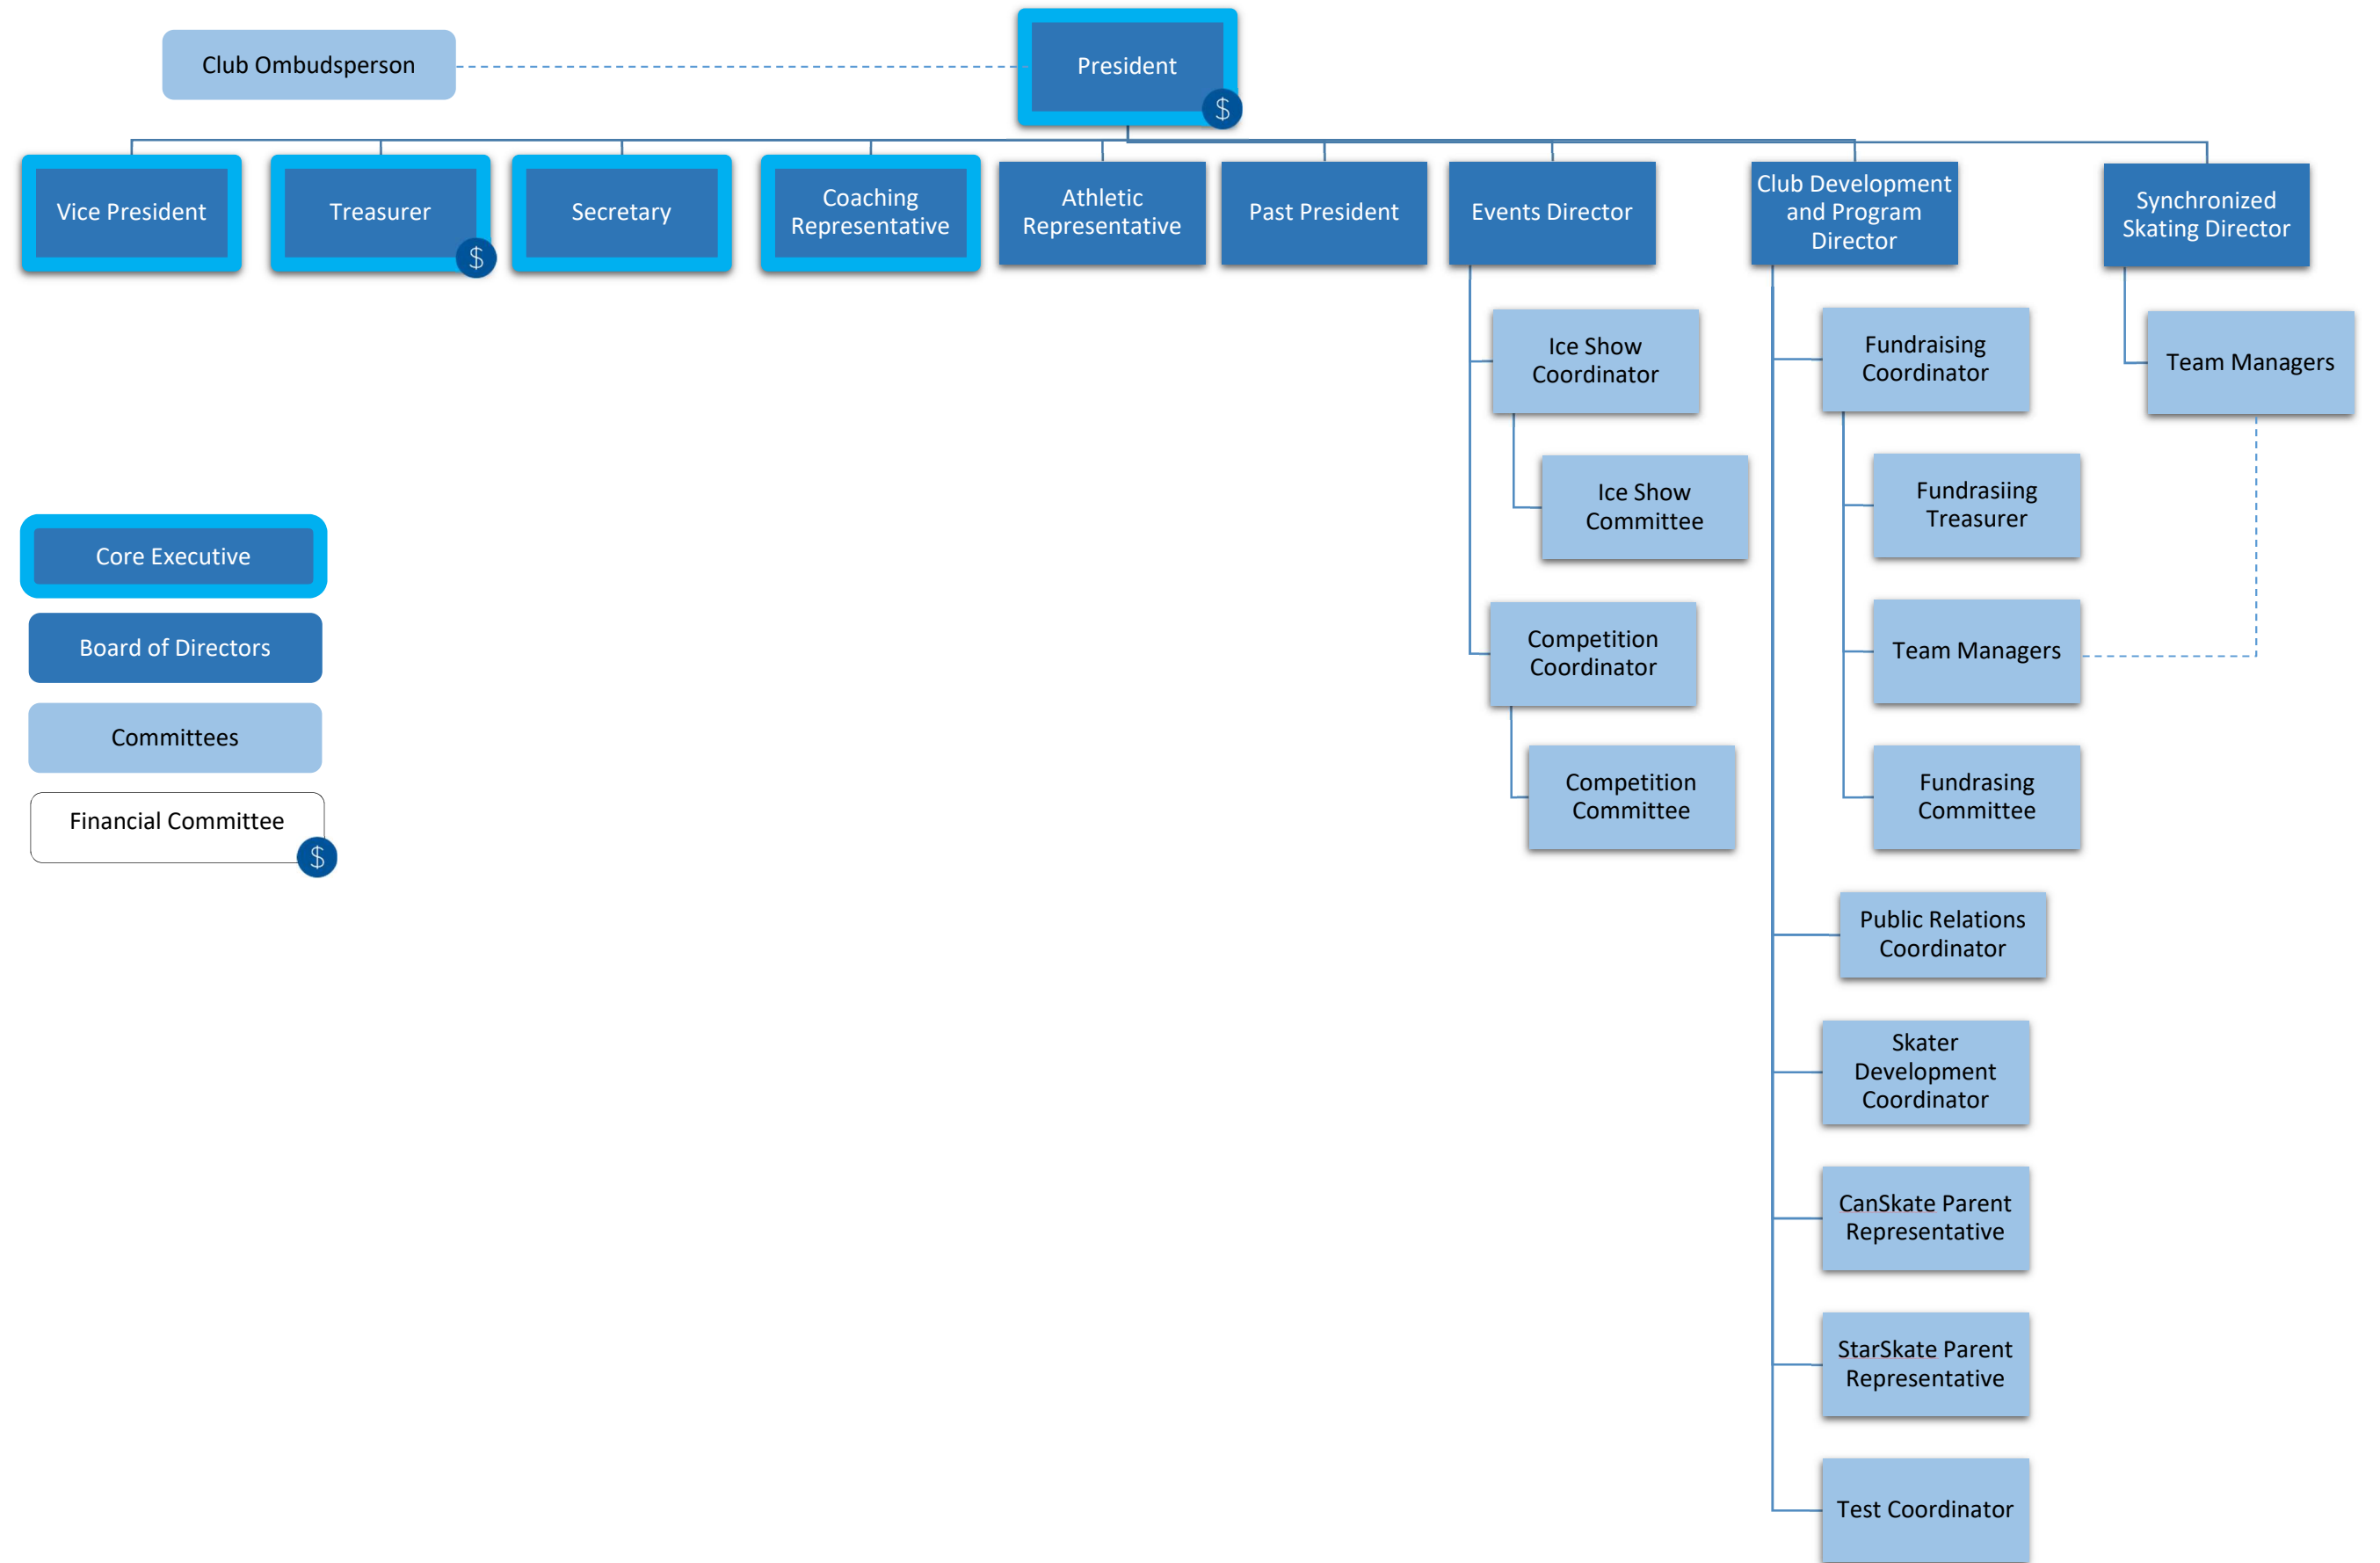 Club Ombudsperson
President
$
Vice President
Treasurer
$
Secretary
Coaching
Representative
Athletic
Representative
Past President
Events Director
Club Development
and Program
Director
Synchronized
Skating Director
Ice Show
Coordinator
Ice Show
Committee
Competition
Coordinator
Competition
Committee
Fundraising
Coordinator
Fundrasiing
Treasurer
Team Managers
Fundrasing
Committee
Public Relations
Coordinator
Skater
Development
Coordinator
CanSkate Parent
Representative
StarSkate Parent
Representative
Test Coordinator
Team Managers
Core Executive
Board of Directors
Committees
Financial Committee
$